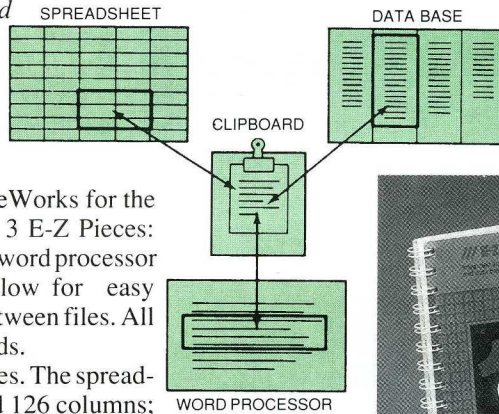 d
SPREADSHEET
DATA BASE
CLIPBOARD
eWorks for the
3 E-Z Pieces:
word processor
low for easy
tween files. All
ds.
es. The spread-
l 126 columns;
WORD PROCESSOR